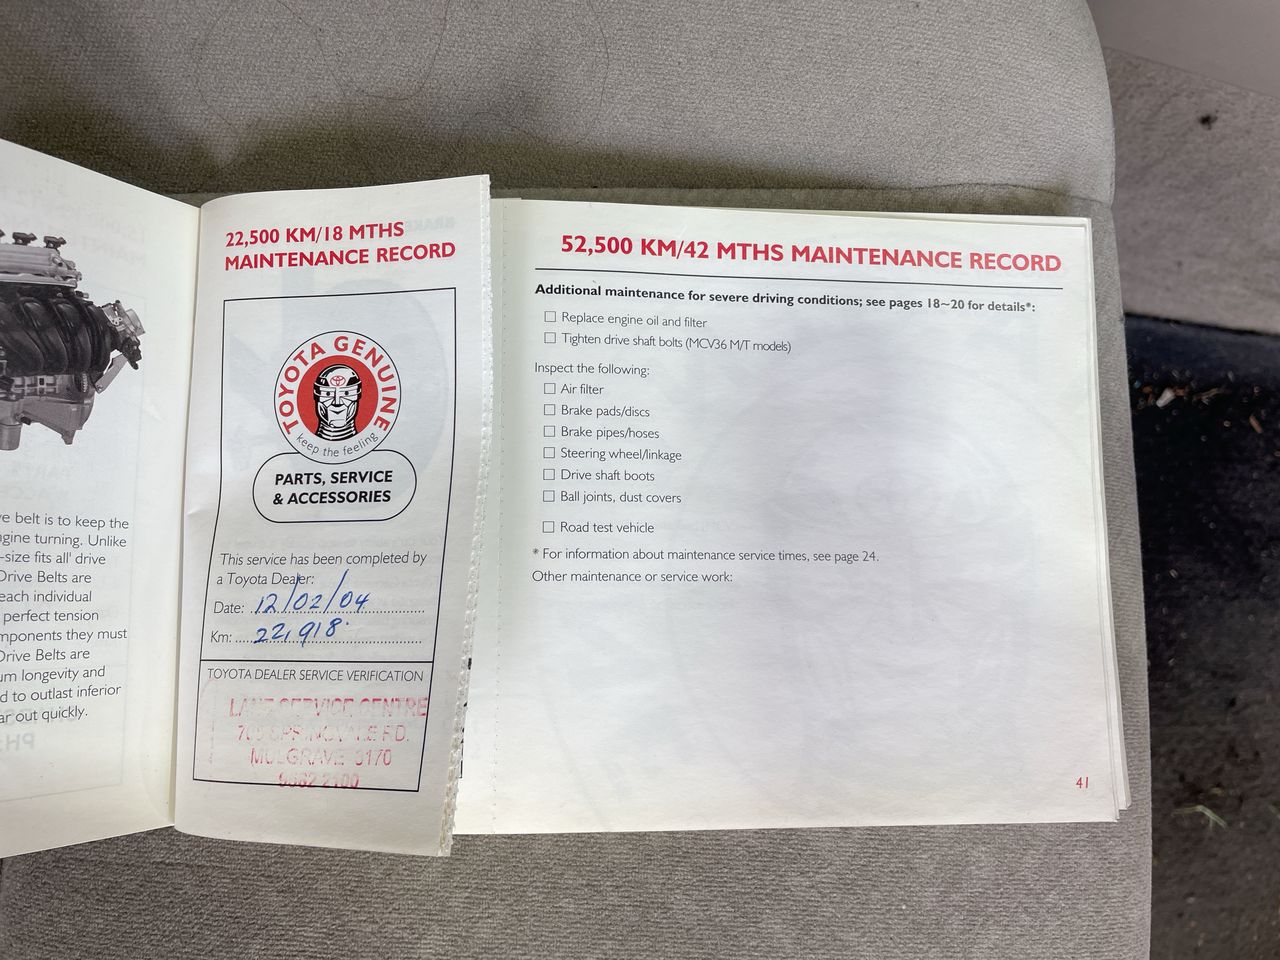 ve belt is to keep the
gine turning. Unlike
-size fits all' drive
Drive Belts are
each individual
perfect tension
mponents they must
Drive Belts are
um longevity and
d to outlast inferior
ar out quickly.
22,500 KM/18 MTHS
MAINTENANCE RECORD
TOYOTA GENUINE
keep the feeling
PARTS, SERVICE
& ACCESSORIES
This service has been completed by
a Toyota Dealer:
Date: 12/02/04
Km: 22,918
TOYOTA DEALER SERVICE VERIFICATION
SERVICE CENTRE
SPRINGVALE RD.
MULGRAVE 3170
52,500 KM/42 MTHS MAINTENANCE RECORD
Additional maintenance for severe driving conditions; see pages 18~20 for details*:
Replace engine oil and filter
Tighten drive shaft bolts (MCV36 M/T models)
Inspect the following:
Air filter
Brake pads/discs
Brake pipes/hoses
Steering wheel/linkage
Drive shaft boots
Ball joints, dust covers
Road test vehicle
* For information about maintenance service times, see page 24.
Other maintenance or service work:
41